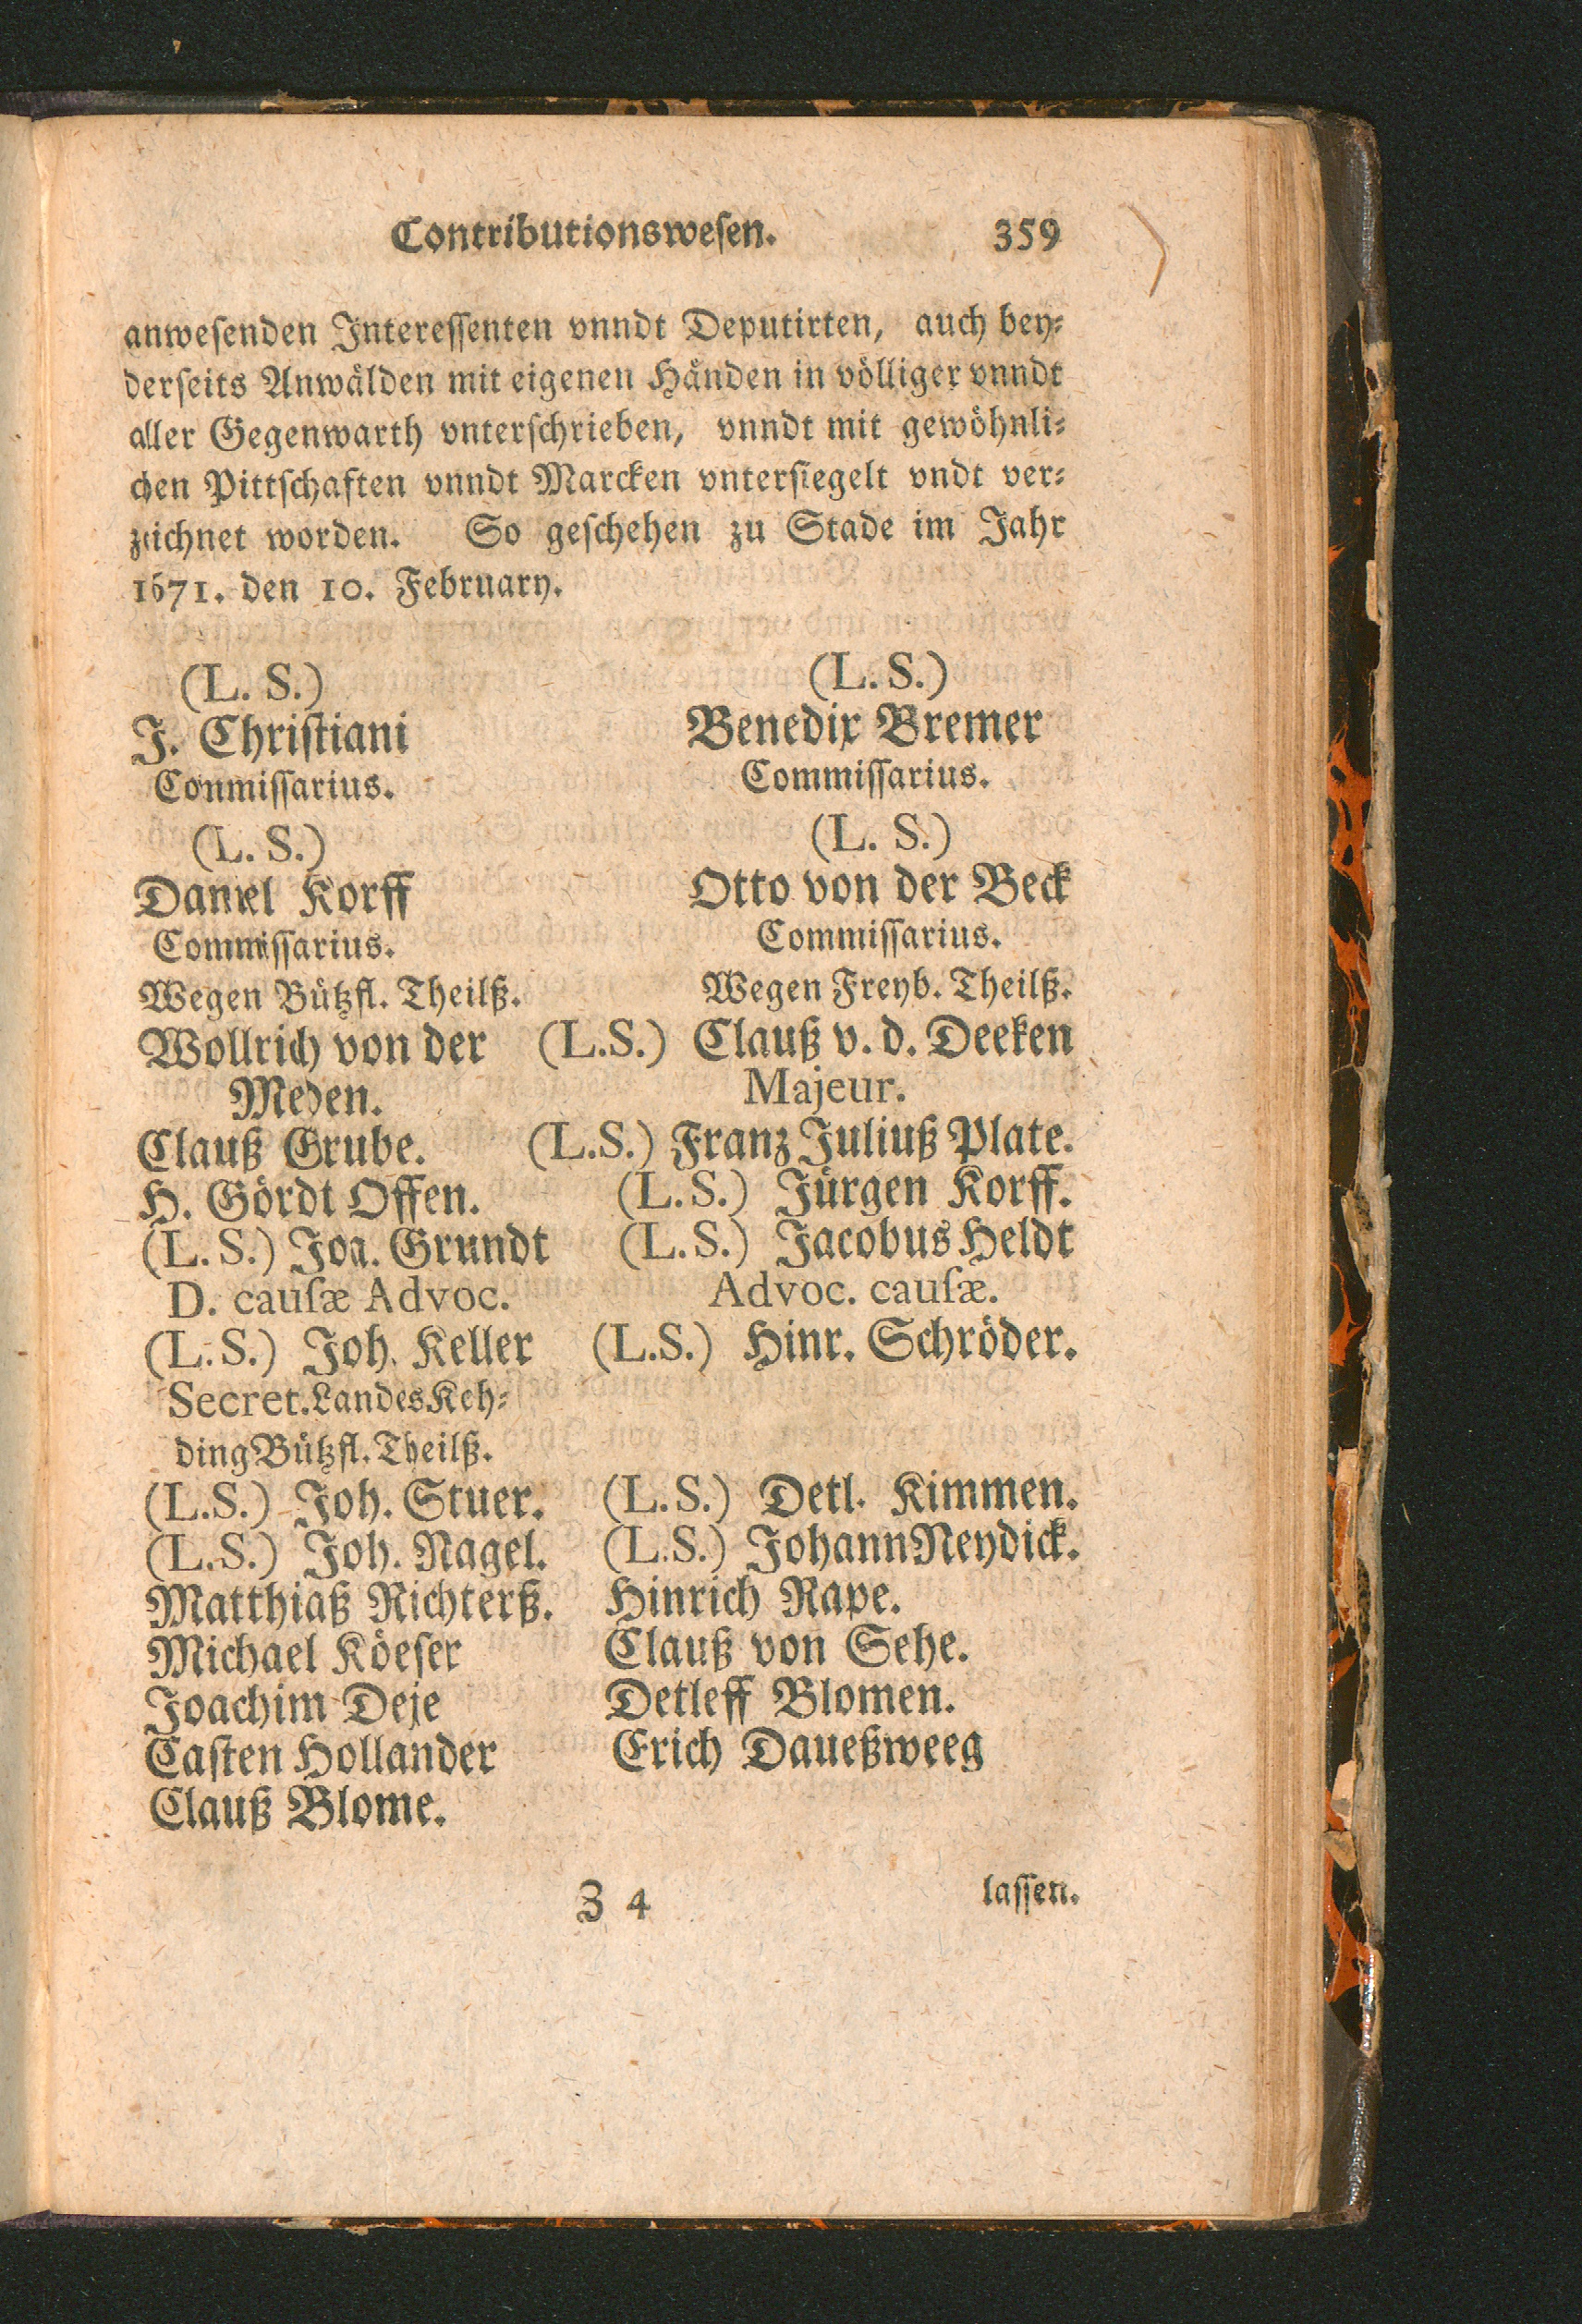 Contributionswesen. 359
anwesenden Interessenten vnndt Deputirten, auch bey-
derseits Anwälden mit eigenen Händen in völliger vnndt
aller Gegenwarth vnterschrieben, vnndt mit gewöhnli-
chen Pittschaften vnndt Marcken vntersiegelt vndt ver-
zeichnet worden. So geschehen zu Stade im Jahr
1671. den 10. February.
(L. S.) (L. S.)
J. Christiani Benedix Bremer
Commissarius. Commissarius.
(L. S.) (L. S.)
Daniel Korff Otto von der Beck
Commissarius. Commissarius.
Wegen Bützfl. Theilß. Wegen Freyb. Theilß.
Wollrich von der (L.S.) Clauß v. d. Deeken
Meden. Majeur.
Clauß Grube. (L.S.) Franz Juliuß Plate.
H. Gördt Offen. (L.S.) Jürgen Korff.
(L. S.) Joa. Grundt (L.S.) Jacobus Heldt
D. causæ Advoc. Advoc. causæ.
(L. S.) Joh. Keller (L.S.) Hinr. Schröder.
Secret. Landes Keh-
ding Bützfl. Theilß.
(L.S.) Joh. Stuer. (L.S.) Detl. Kimmen.
(L.S.) Joh. Nagel. (L.S.) Johann Neydick.
Matthiaß Richterß. Hinrich Rape.
Michael Köeser Clauß von Sehe.
Joachim Deje Detleff Blomen.
Casten Hollander Erich Daueßweeg
Clauß Blome.
Z 4 lassen.